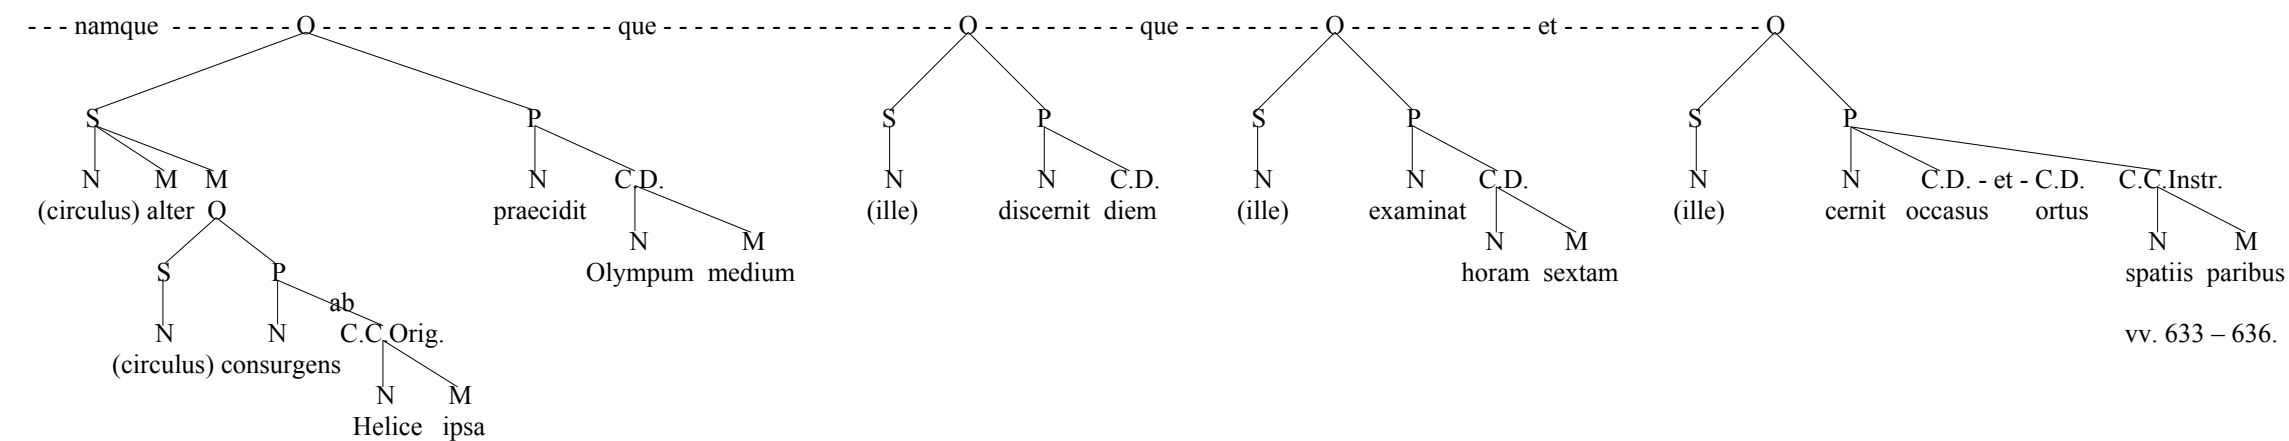 - - - namque - - - - - - - O - - - - - - - - - - - - - - - - - que - - - - - - - - - - - - - - - - - O - - - - - - - - - que - - - - - - - - O - - - - - - - - - - - - et - - - - - - - - - - - - O
S P S P S P S P
N M M N C.D. N N C.D. N N C.D. N N C.D. - et - C.D. C.C.Instr.
(circulus) alter O praecidit (ille) discernit diem (ille) examinat (ille) cernit occasus ortus
N M N M N M
S P Olympum medium horam sextam spatiis paribus
ab
N N C.C.Orig. vv. 633 – 636.
(circulus) consurgens
N M
Helice ipsa